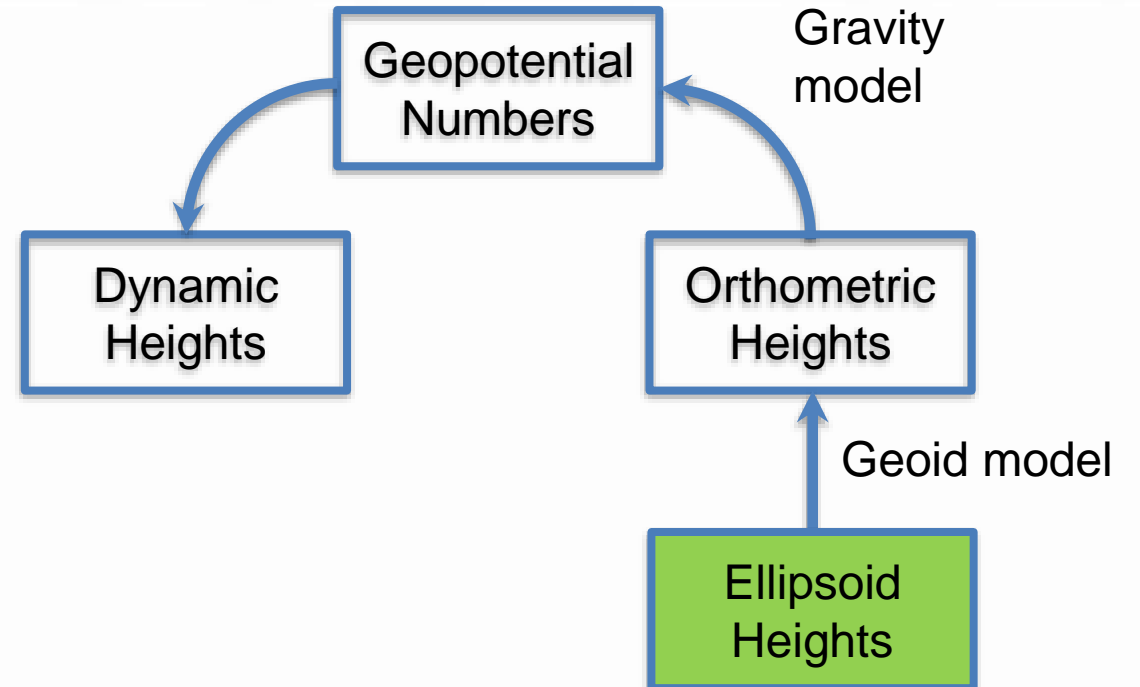 Geopotential
Numbers
Gravity
model
Dynamic
Heights
Orthometric
Heights
Geoid model
Ellipsoid
Heights